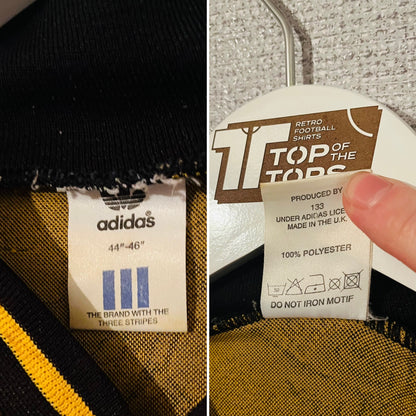 adidas
44"-46"
THE BRAND WITH THE
THREE STRIPES
RETRO
FOOTBALL
SHIRTS
TOP OF THE
TOPS
PRODUCED BY
133
UNDER ADIDAS LICE
MADE IN THE U.K.
100% POLYESTER
DO NOT IRON MOTIF